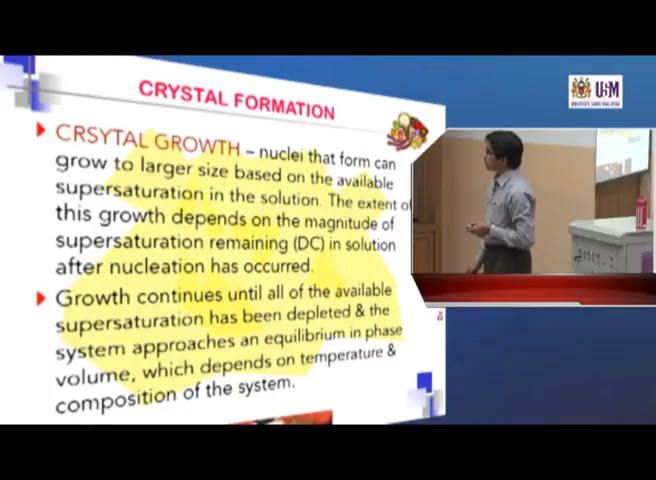 CRYSTAL FORMATION
CRSYTAL GROWTH – nuclei that form can
grow to larger size based on the available
supersaturation in the solution. The extent of
this growth depends on the magnitude of
supersaturation remaining (DC) in solution
after nucleation has occurred.
Growth continues until all of the available
supersaturation has been depleted & the
system approaches an equilibrium in phase
volume, which depends on temperature &
composition of the system.
USM
UNIVERSITI SAINS MALAYSIA